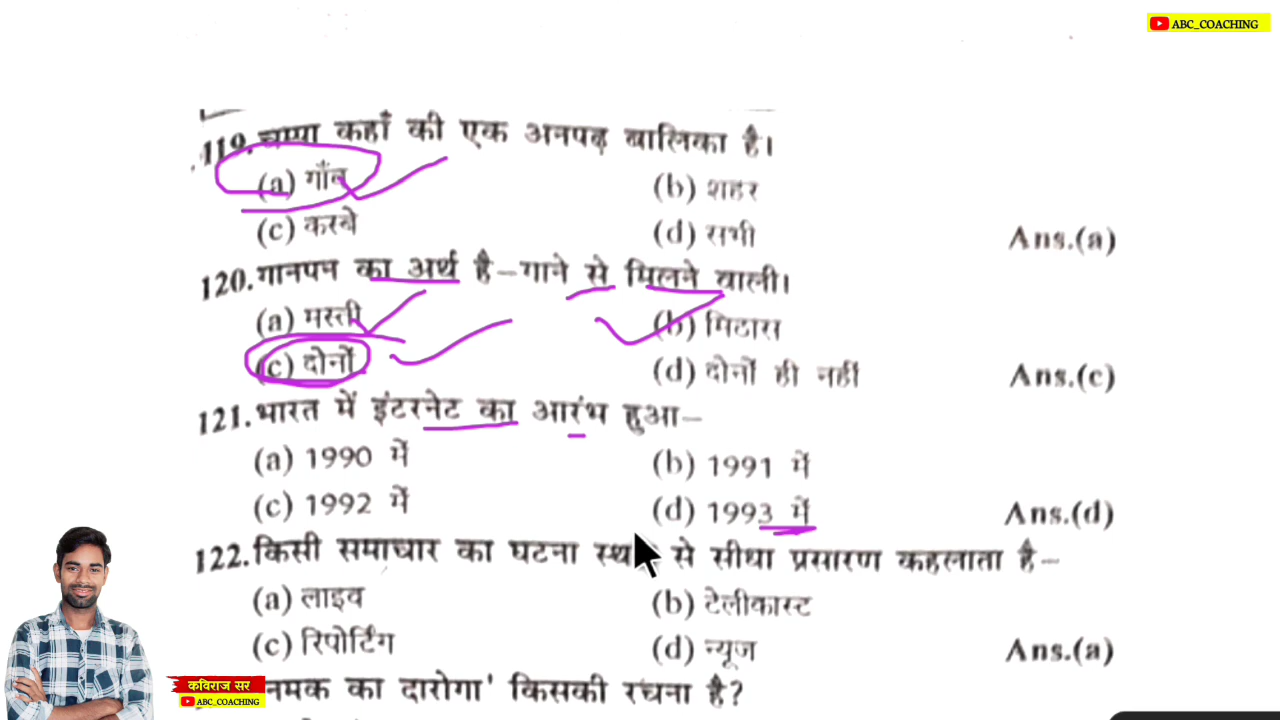 ABC_COACHING
119. चम्पा कहाँ की एक अनपढ़ बालिका है।
(a) गाँव (b) शहर
(c) कस्बे (d) सभी Ans.(a)
120. गानपन का अर्थ है–गाने से मिलने वाली।
(a) मस्ती (b) मिठास
(c) दोनों (d) दोनों ही नहीं Ans.(c)
121. भारत में इंटरनेट का आरंभ हुआ–
(a) 1990 में (b) 1991 में
(c) 1992 में (d) 1993 में Ans.(d)
122. किसी समाचार का घटना से सीधा प्रसारण कहलाता है–
(a) लाइव (b) टेलीकास्ट
(c) रिपोर्टिंग (d) न्यूज Ans.(a)
नमक का दारोगा' किसकी रचना है?
कविराज सर
ABC_COACHING